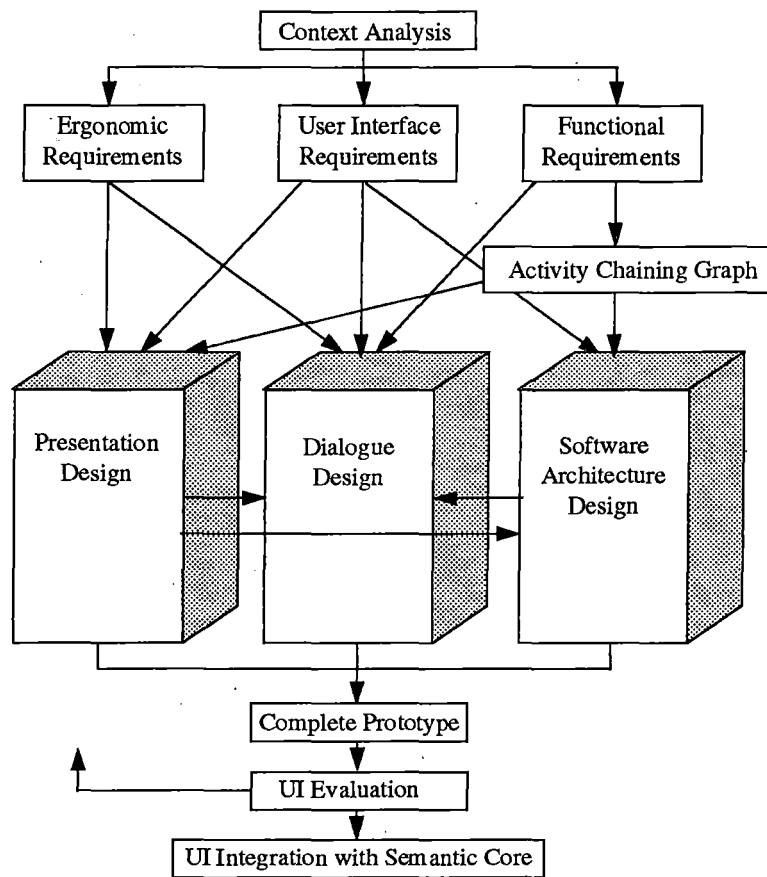 Context Analysis
Ergonomic
Requirements
User Interface
Requirements
Functional
Requirements
Activity Chaining Graph
Presentation
Design
Dialogue
Design
Software
Architecture
Design
Complete Prototype
UI Evaluation
UI Integration with Semantic Core